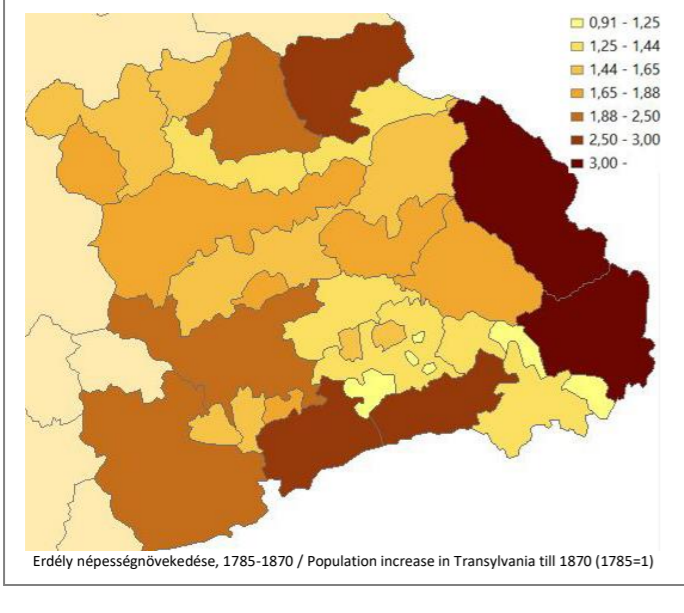 0,91 - 1,25
1,25 - 1,44
1,44 - 1,65
1,65 - 1,88
1,88 - 2,50
2,50 - 3,00
3,00 -
Erdély népességnövekedése, 1785-1870 / Population increase in Transylvania till 1870 (1785=1)